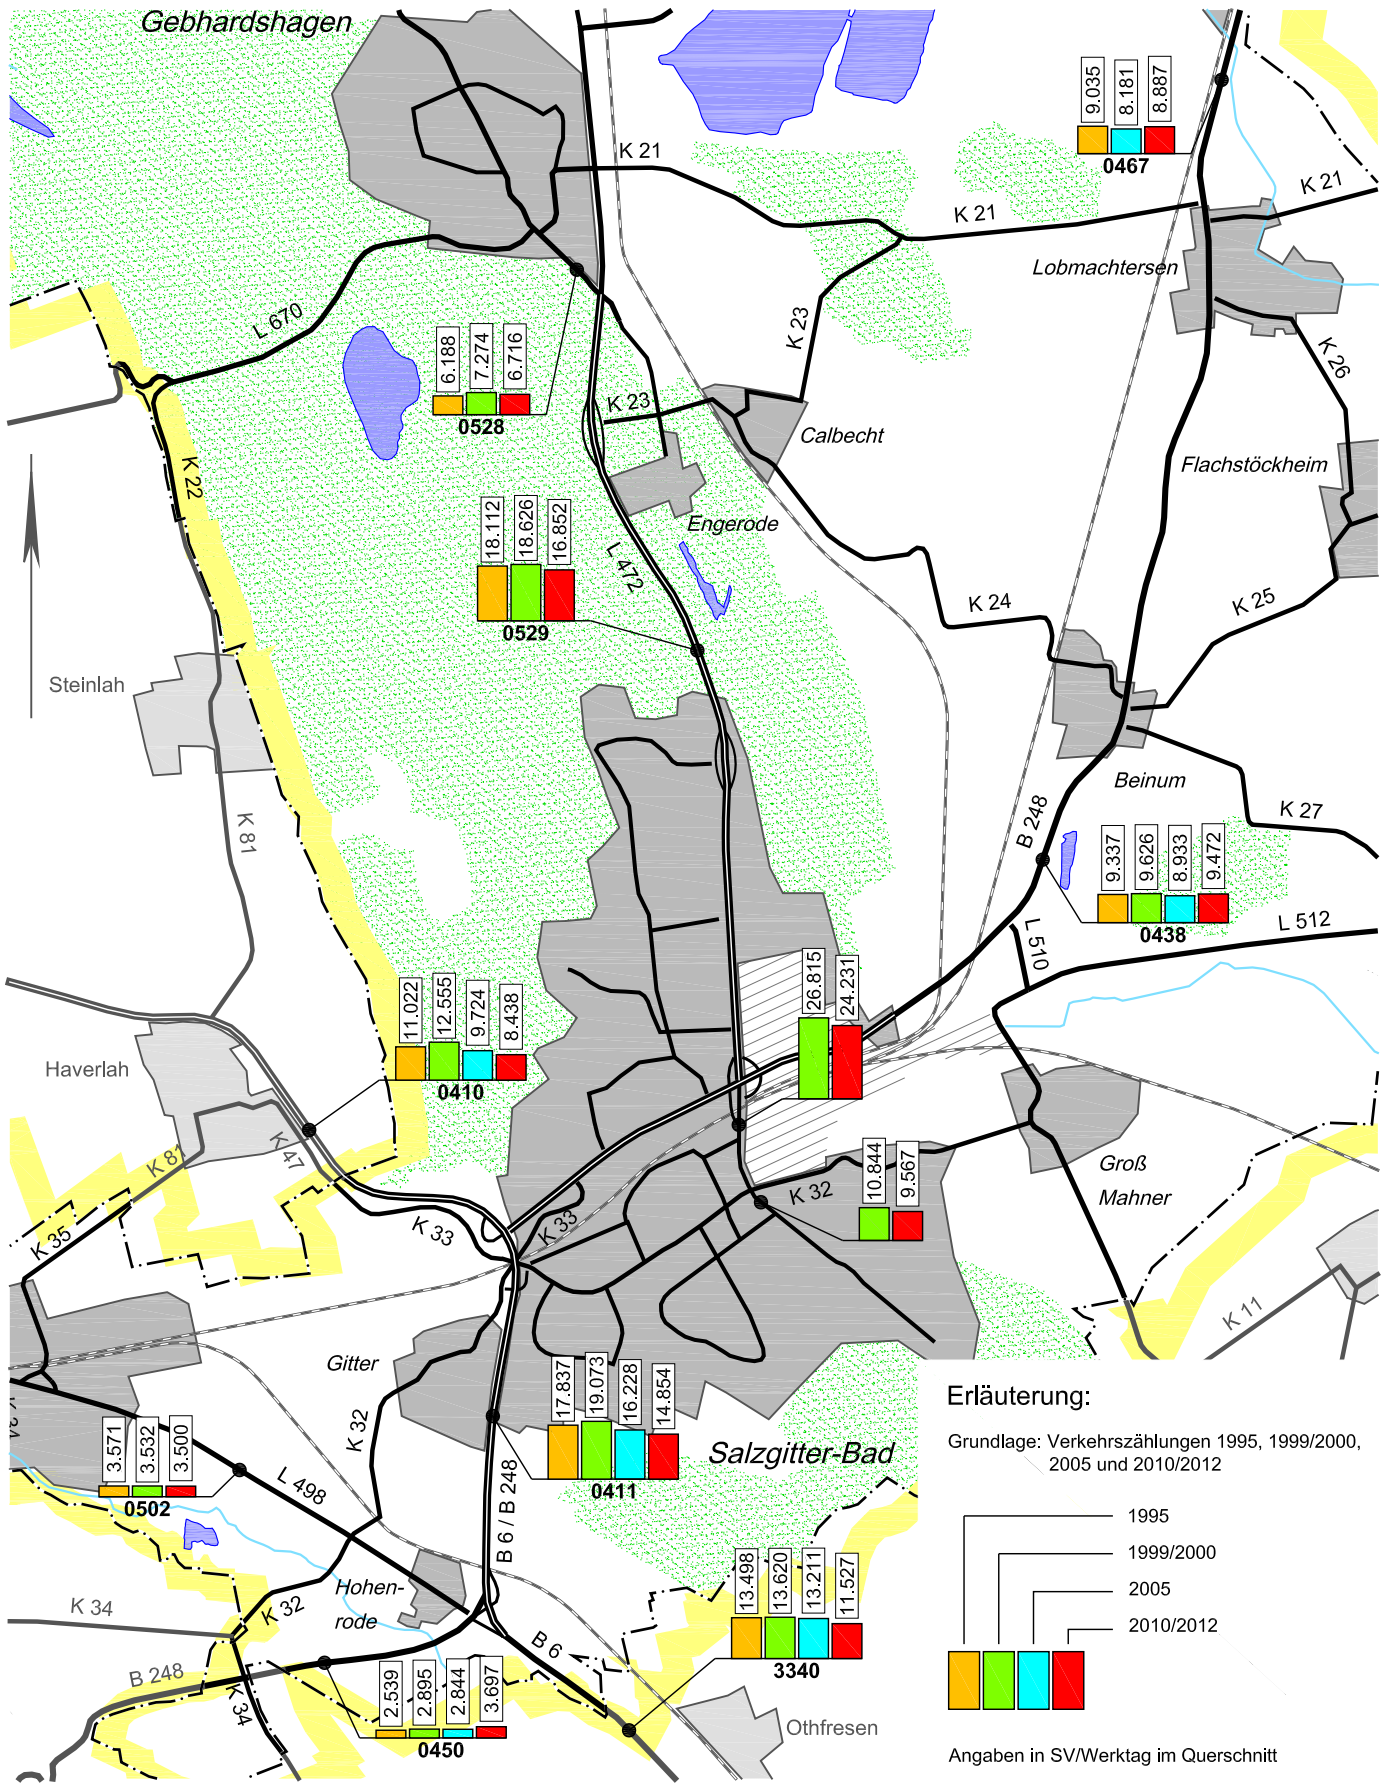 Gebhardshagen
K 21
9.035
8.181
8.887
0467
K 21
K 21
Lobmachtersen
L 670
K 23
K 26
6.188
7.274
6.716
0528
K 23
Calbecht
Flachstöckheim
K 22
18.112
18.626
16.852
0529
Engerode
L 472
K 24
K 25
Steinlah
Beinum
K 27
K 81
B 248
9.337
9.626
8.933
9.472
0438
L 510
L 512
26.815
24.231
11.022
12.555
9.724
8.438
0410
Haverlah
K 47
K 81
Groß
Mahner
10.844
9.567
K 32
K 33
K 33
K 35
K 11
Gitter
K 32
17.837
19.073
16.228
14.854
0411
Salzgitter-Bad
3.571
3.532
3.500
0502
L 498
B 6 / B 248
Hohen-
rode
K 34
K 32
13.498
13.620
13.211
11.527
3340
B 6
B 248
K 34
2.539
2.895
2.844
3.697
0450
Othfresen
Erläuterung:
Grundlage: Verkehrszählungen 1995, 1999/2000,
2005 und 2010/2012
1995
1999/2000
2005
2010/2012
Angaben in SV/Werktag im Querschnitt